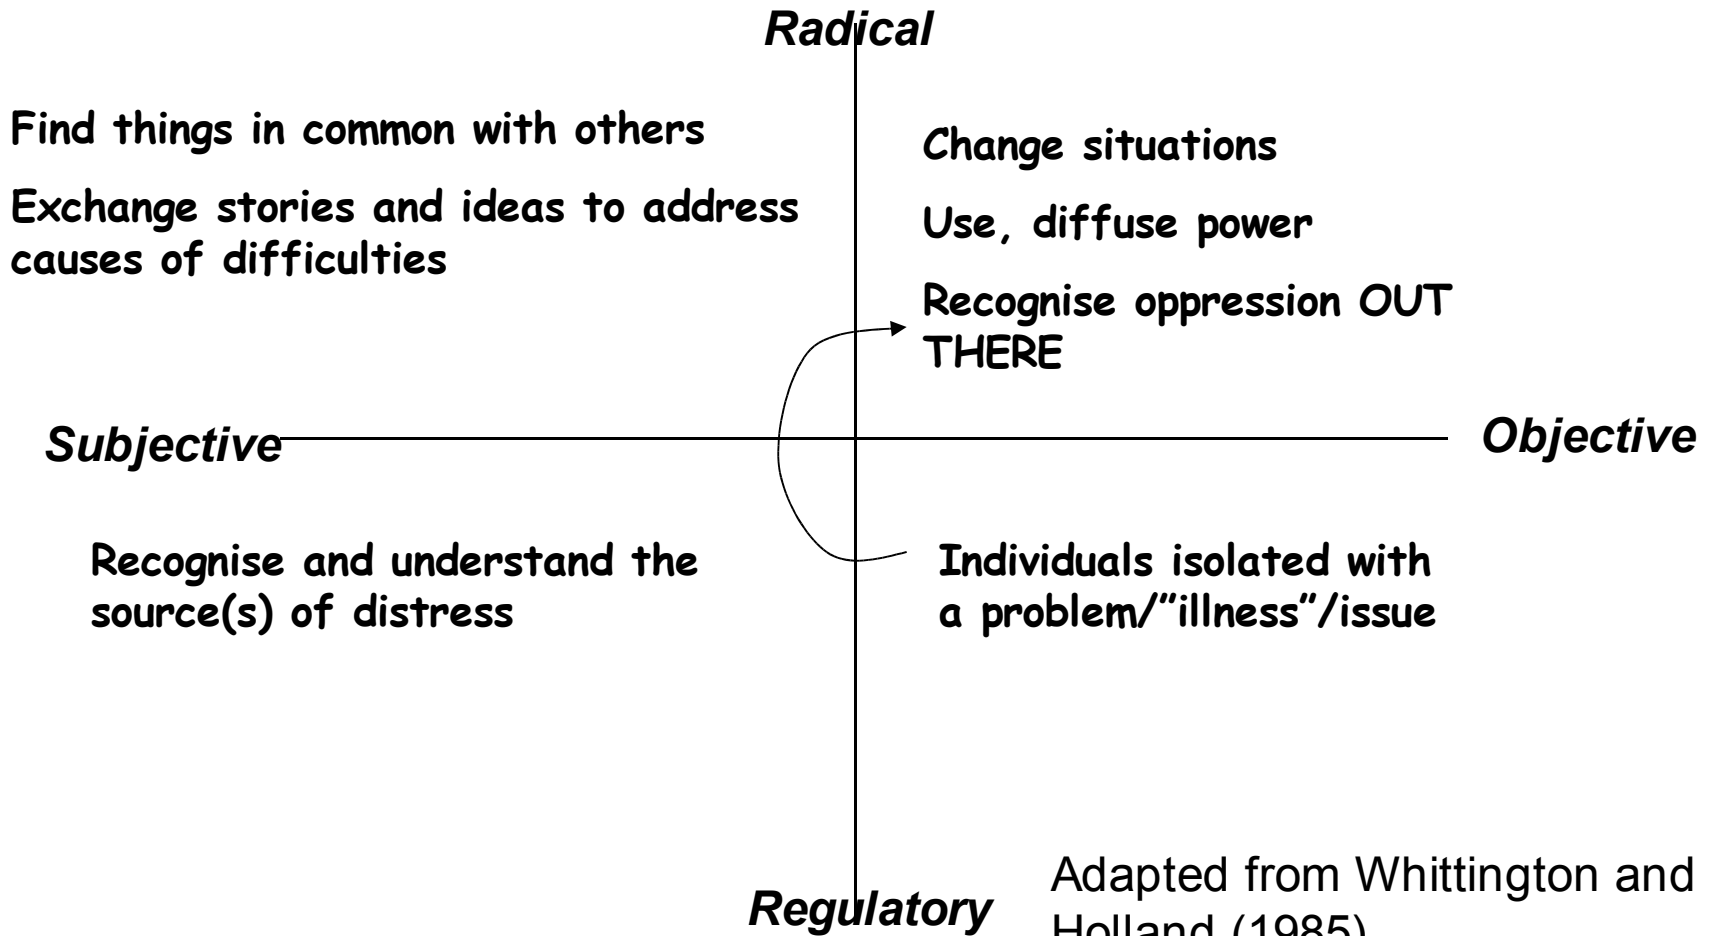 Radical
Find things in common with others
Exchange stories and ideas to address
causes of difficulties
Change situations
Use, diffuse power
Recognise oppression OUT
THERE
Subjective
Objective
Recognise and understand the
source(s) of distress
Individuals isolated with
a problem/”illness”/issue
Regulatory
Adapted from Whittington and
Holland (1985)